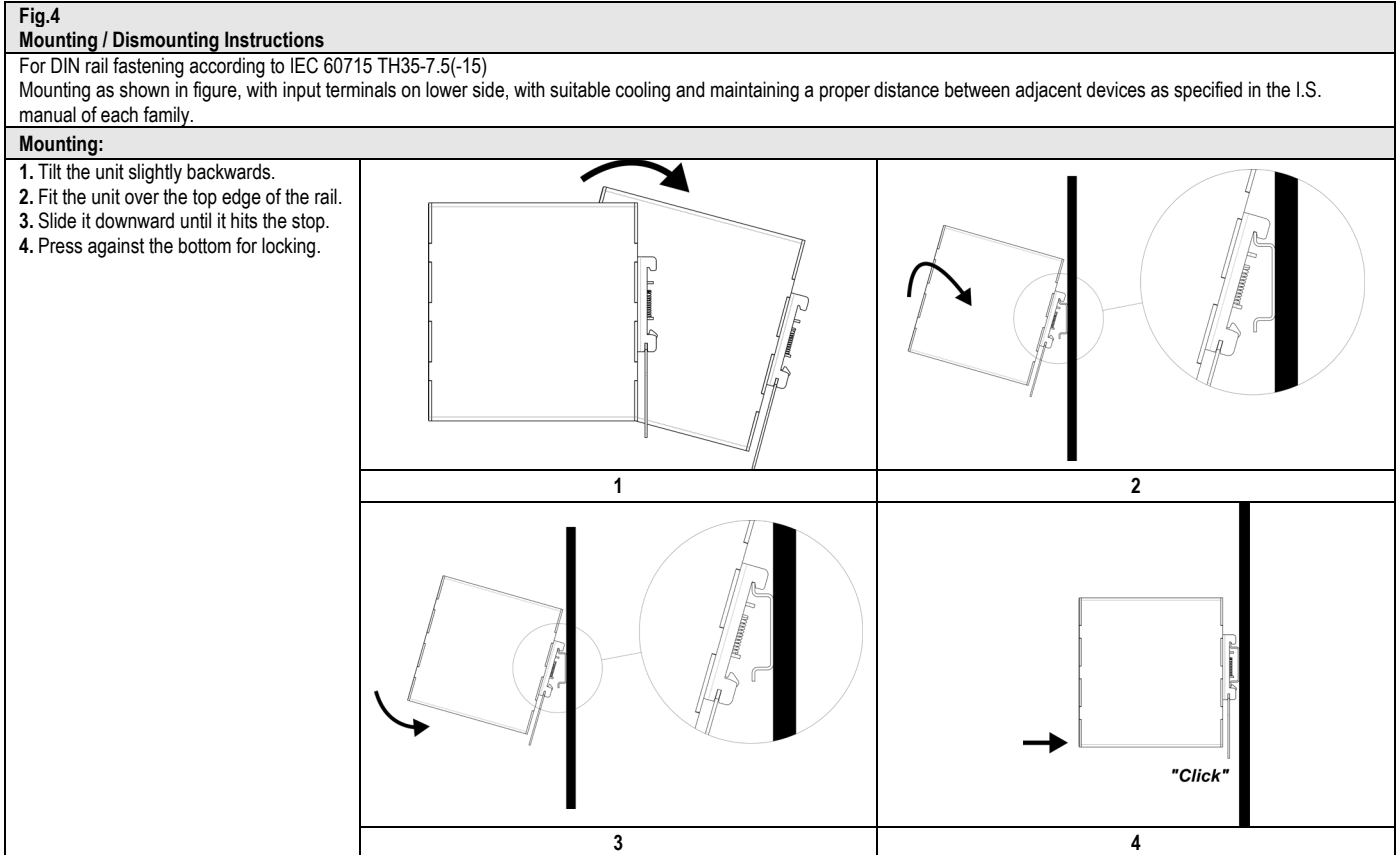 Fig.4
Mounting / Dismounting Instructions
For DIN rail fastening according to IEC 60715 TH35-7.5(-15)
Mounting as shown in figure, with input terminals on lower side, with suitable cooling and maintaining a proper distance between adjacent devices as specified in the I.S.
manual of each family.
Mounting:
1. Tilt the unit slightly backwards.
2. Fit the unit over the top edge of the rail.
3. Slide it downward until it hits the stop.
4. Press against the bottom for locking.
1
2
"Click"
3
4